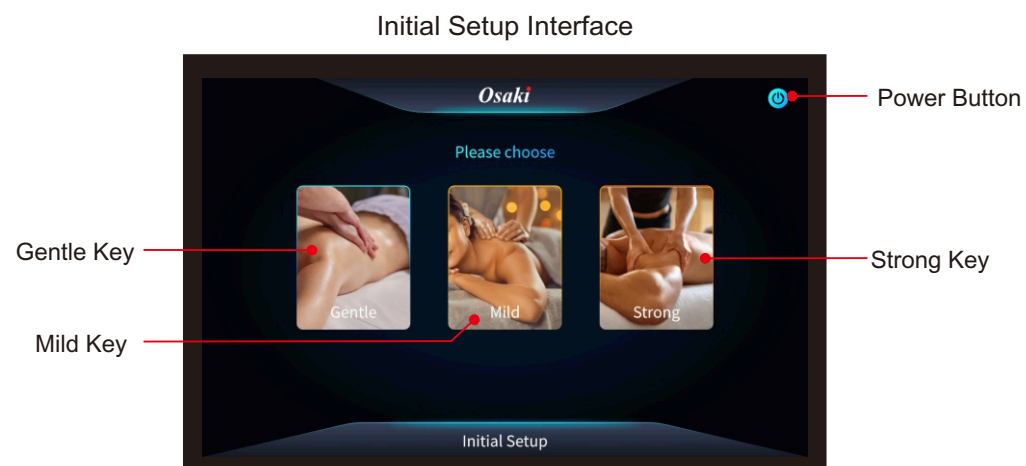 Initial Setup Interface
Osaki
Power Button
Please choose
Gentle Key
Strong Key
Gentle
Mild
Strong
Mild Key
Initial Setup